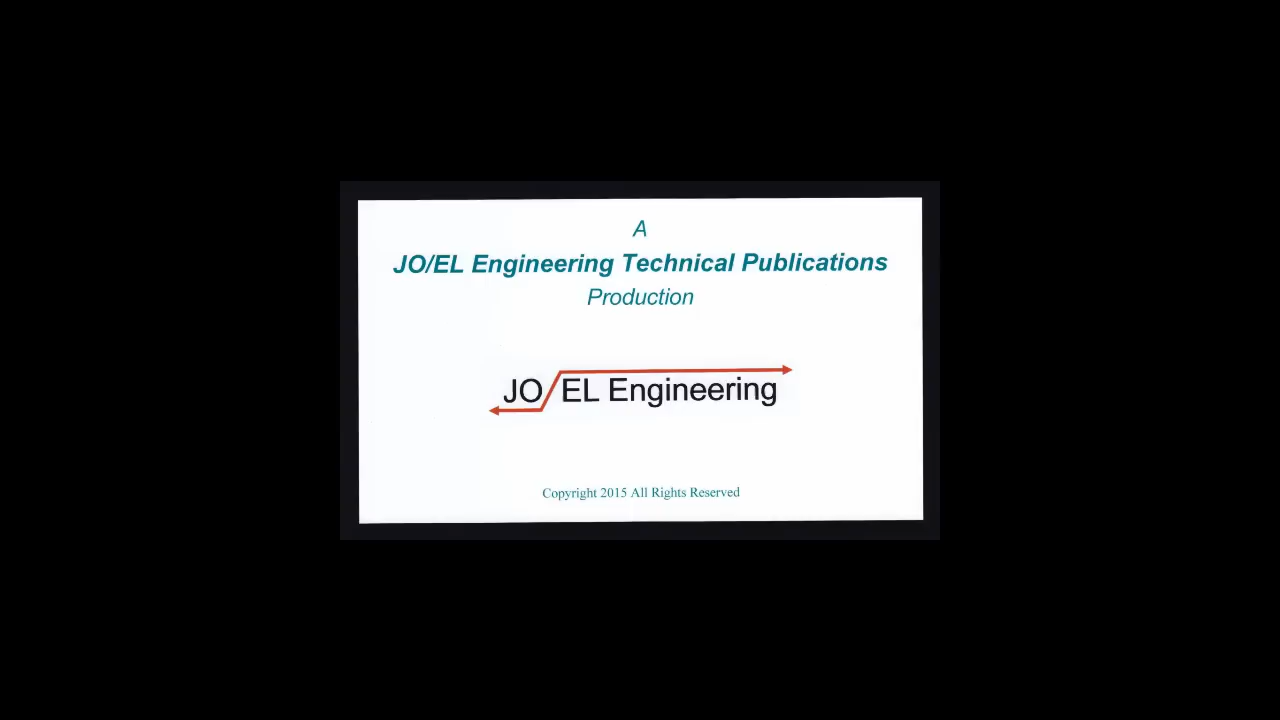 A
JO/EL Engineering Technical Publications
Production
JO/EL Engineering
Copyright 2015 All Rights Reserved